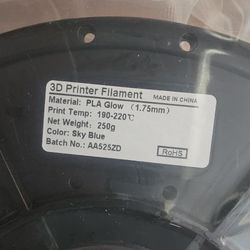 3D Printer Filament
Material: PLA Glow (1.75mm) MADE IN CHINA
Print Temp: 190-220℃
Net Weight: 250g
Color: Sky Blue
Batch No.: AA525ZD
RoHS